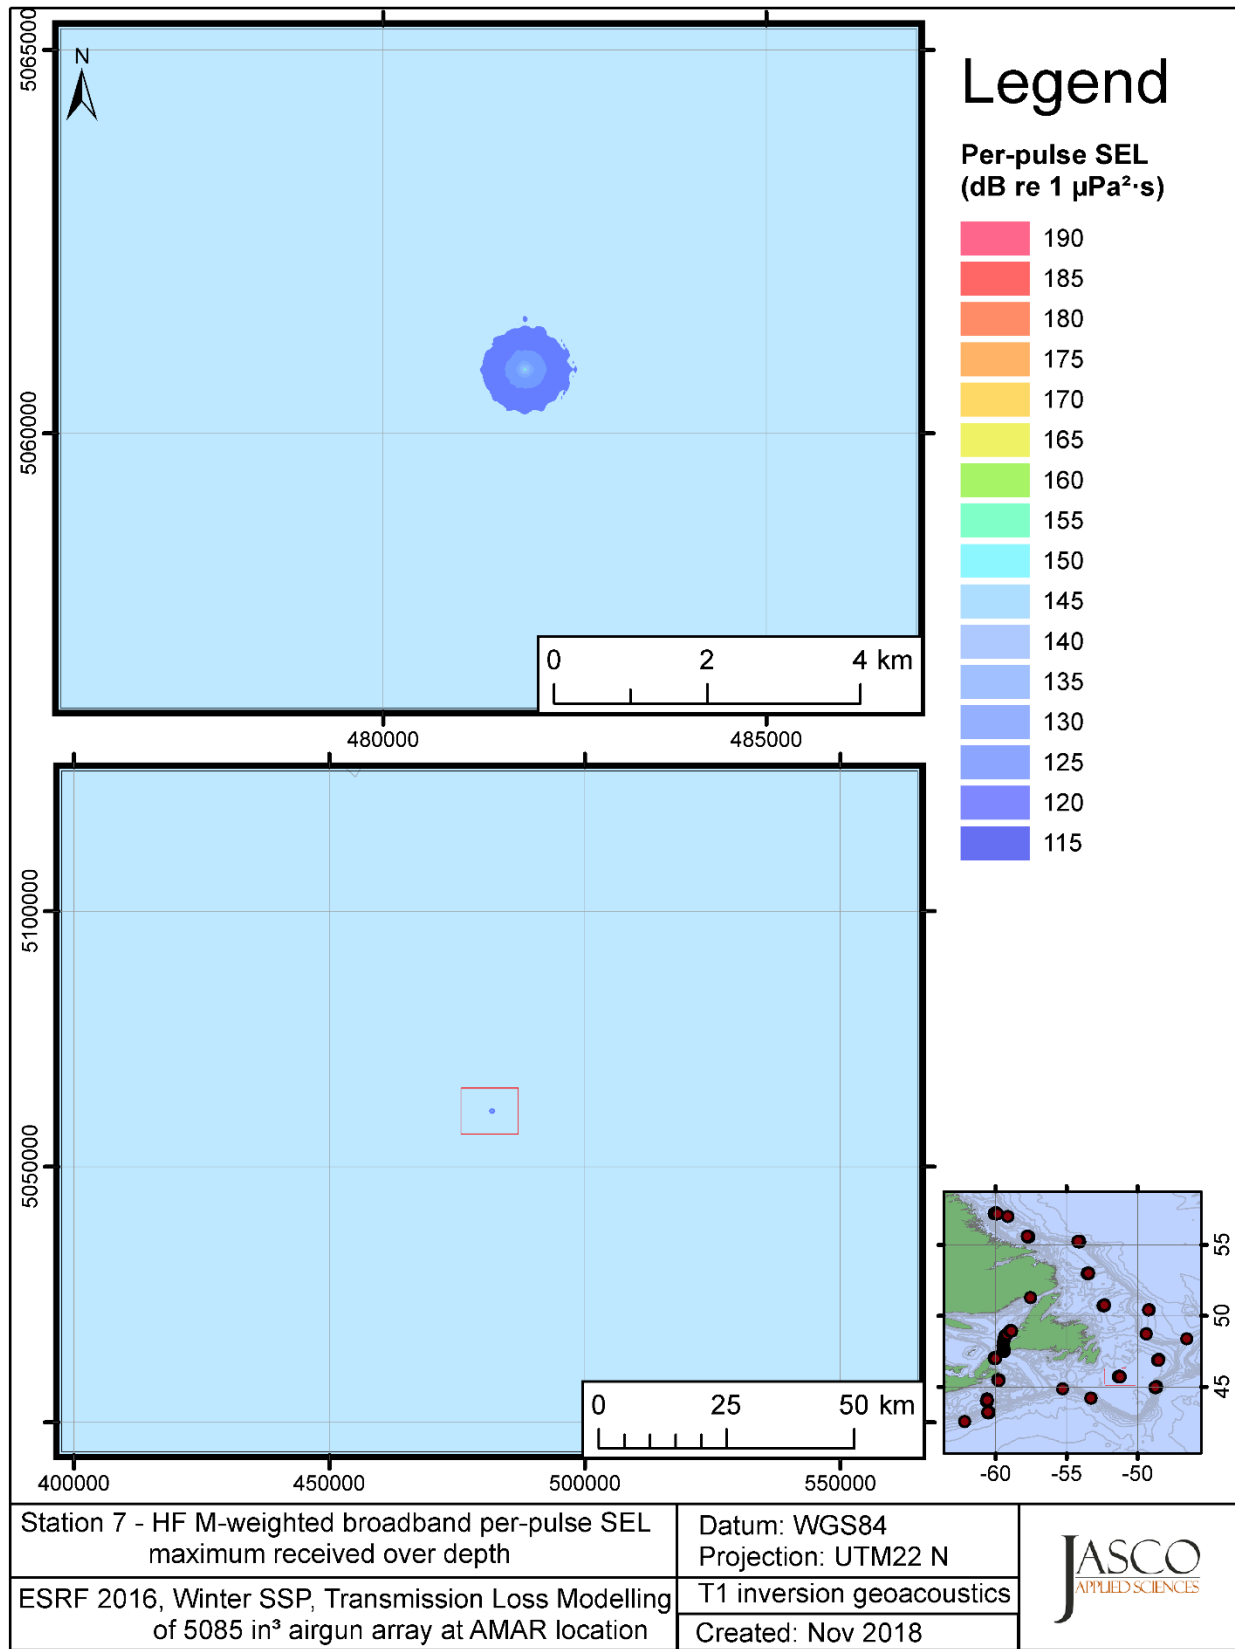 N
5065000
5060000
0 2 4 km
480000 485000
5100000
5050000
0 25 50 km
400000 450000 500000 550000
Legend
Per-pulse SEL
(dB re 1 µPa²·s)
190
185
180
175
170
165
160
155
150
145
140
135
130
125
120
115
55
50
45
-60 -55 -50
Station 7 - HF M-weighted broadband per-pulse SEL
maximum received over depth
ESRF 2016, Winter SSP, Transmission Loss Modelling
of 5085 in³ airgun array at AMAR location
Datum: WGS84
Projection: UTM22 N
T1 inversion geoacoustics
Created: Nov 2018
JASCO
APPLIED SCIENCES